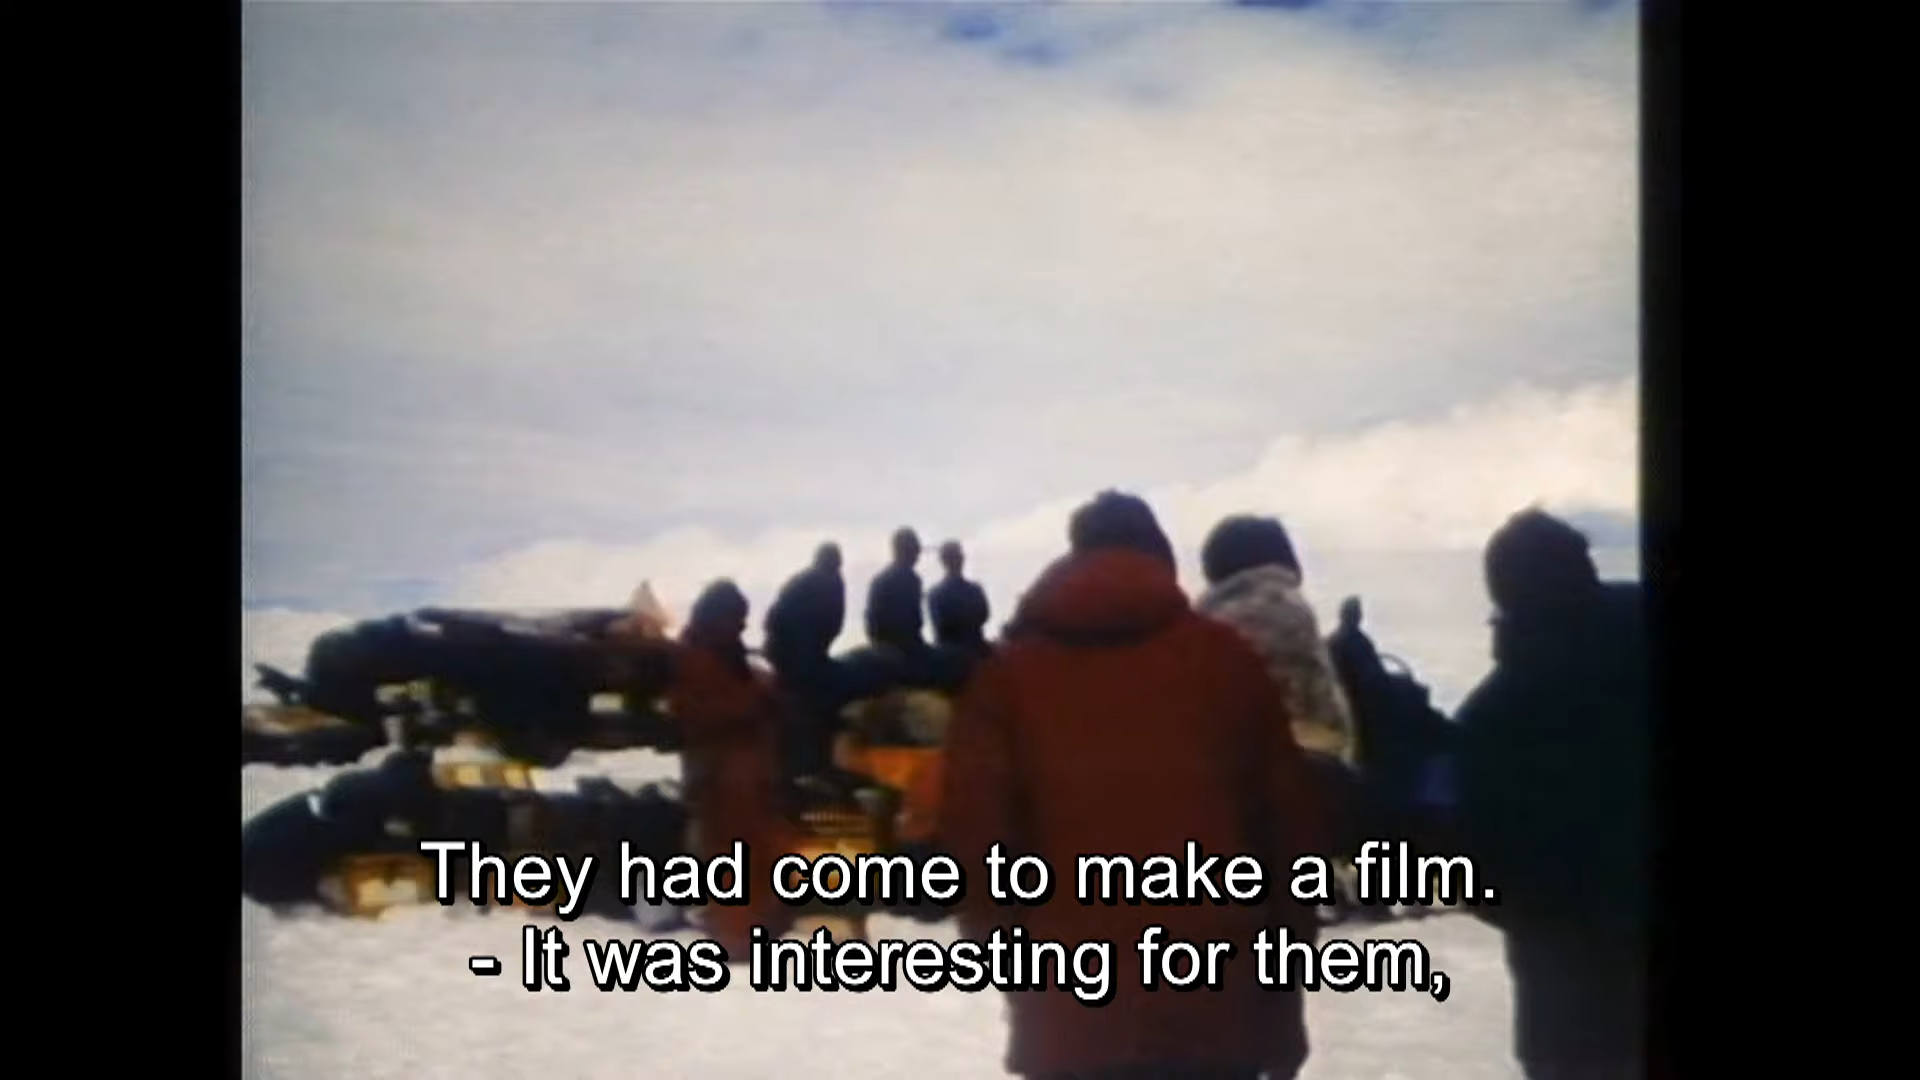 They had come to make a film.
- It was interesting for them,